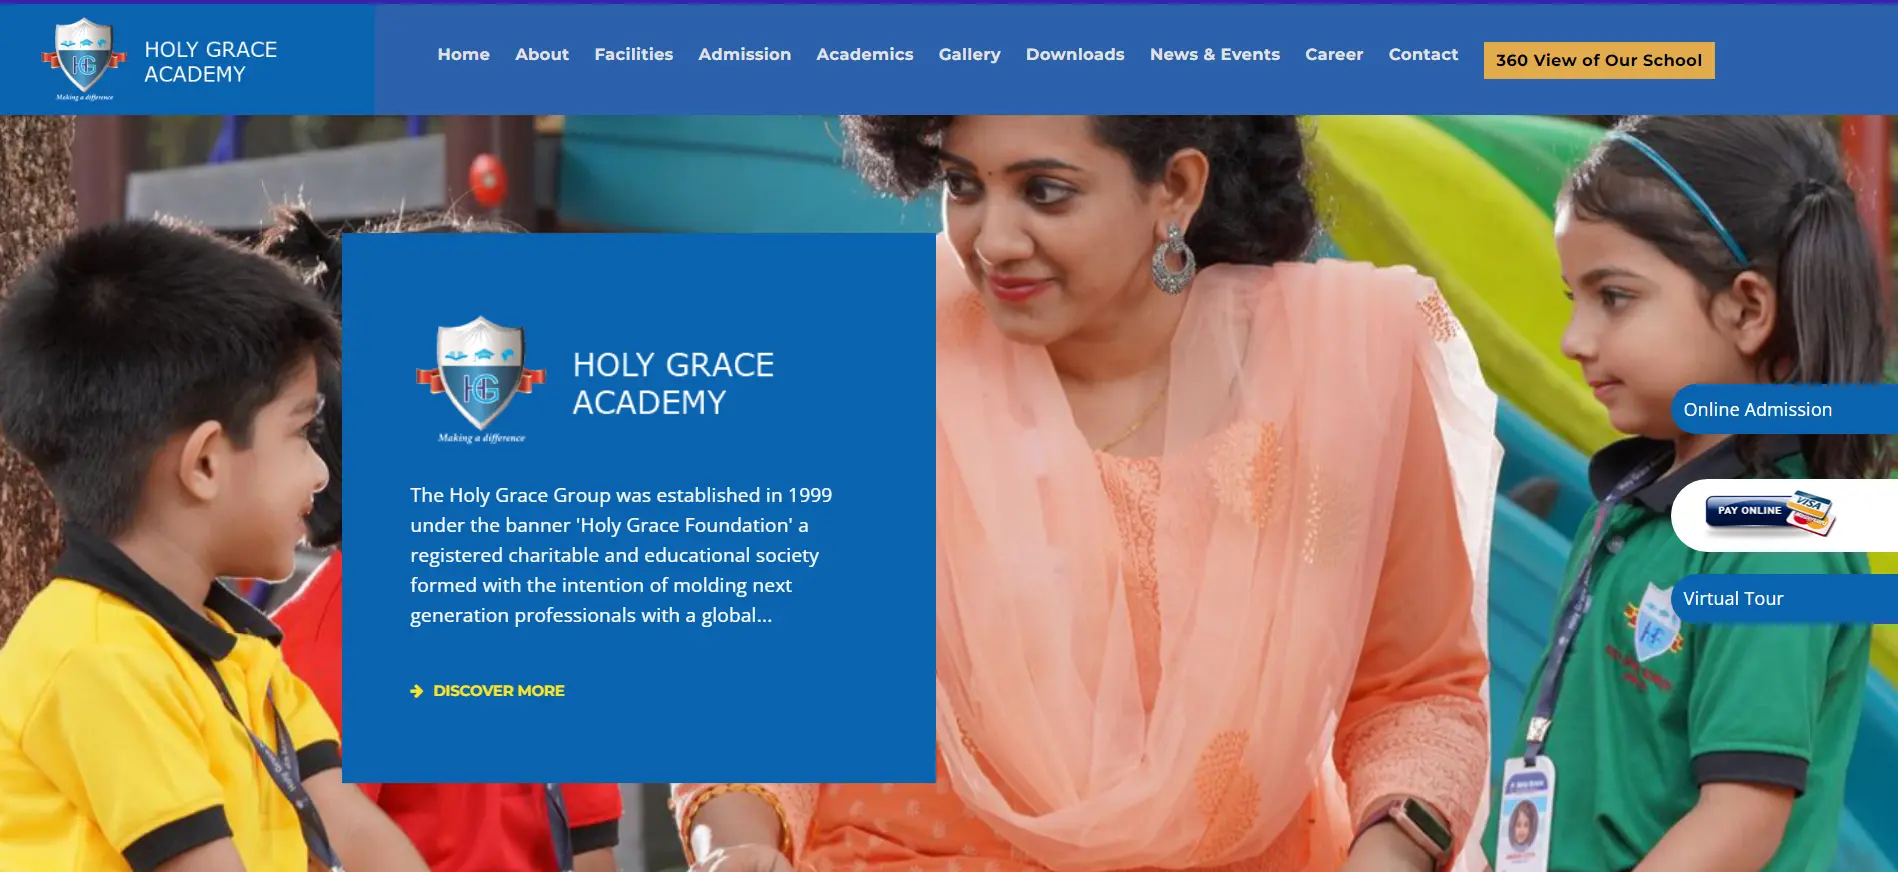 HOLY GRACE
ACADEMY
HG
Making a difference
Home About Facilities Admission Academics Gallery Downloads News & Events Career Contact 360 View of Our School
HG
Making a difference
HOLY GRACE
ACADEMY
The Holy Grace Group was established in 1999
under the banner 'Holy Grace Foundation' a
registered charitable and educational society
formed with the intention of molding next
generation professionals with a global...
DISCOVER MORE
Online Admission
PAY ONLINE
VISA
Virtual Tour
HG
Holy Grace